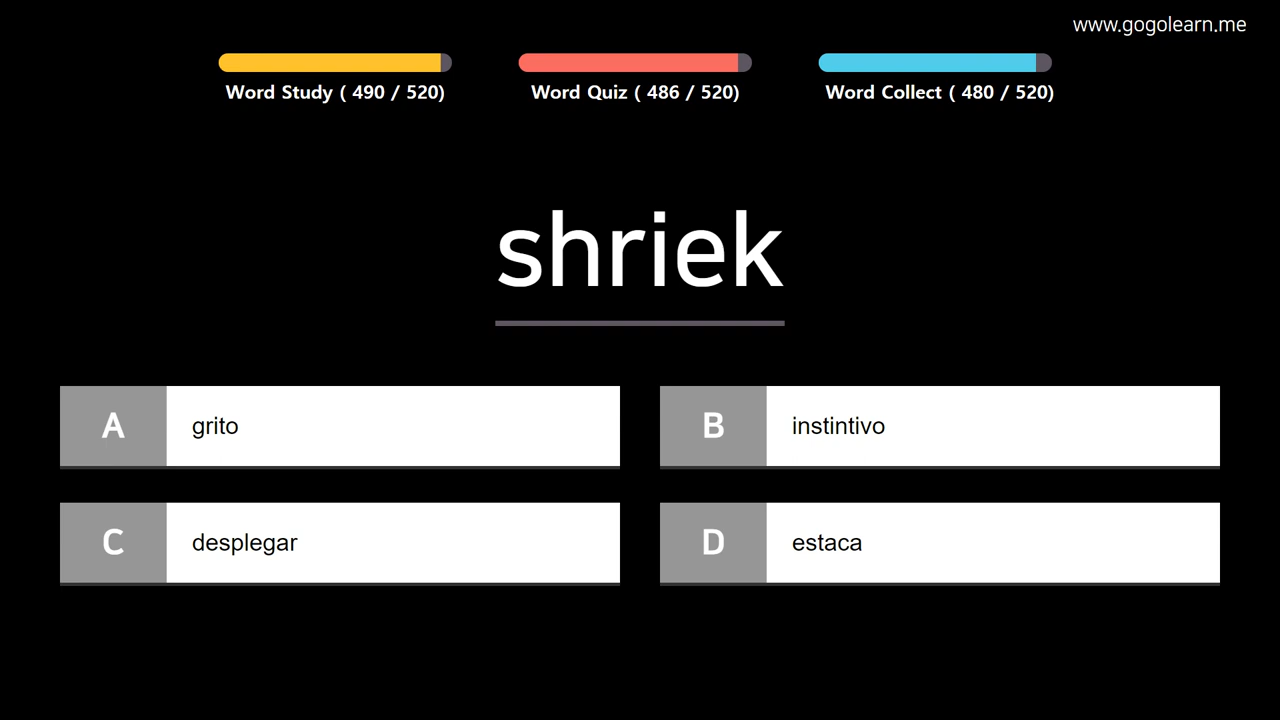 www.gogolearn.me
Word Study ( 490 / 520)
Word Quiz ( 486 / 520)
Word Collect ( 480 / 520)
shriek
A grito
B instintivo
C desplegar
D estaca